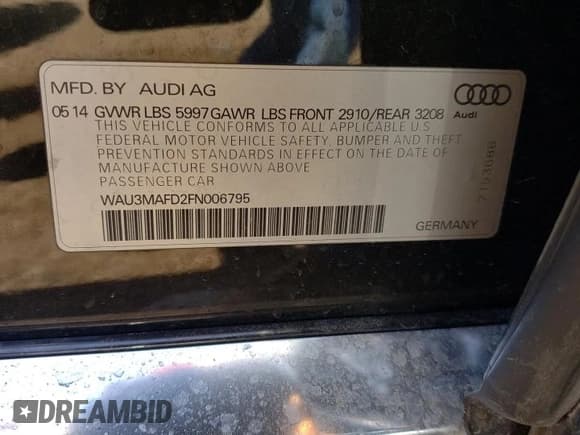 MFD. BY AUDI AG
05 14 GVWR LBS 5997 GAWR LBS FRONT 2910/REAR 3208
Audi
THIS VEHICLE CONFORMS TO ALL APPLICABLE U.S
FEDERAL MOTOR VEHICLE SAFETY, BUMPER AND THEFT
PREVENTION STANDARDS IN EFFECT ON THE DATE OF
MANUFACTURE SHOWN ABOVE
PASSENGER CAR
WAU3MAFD2FN006795
GERMANY
DREAMBID